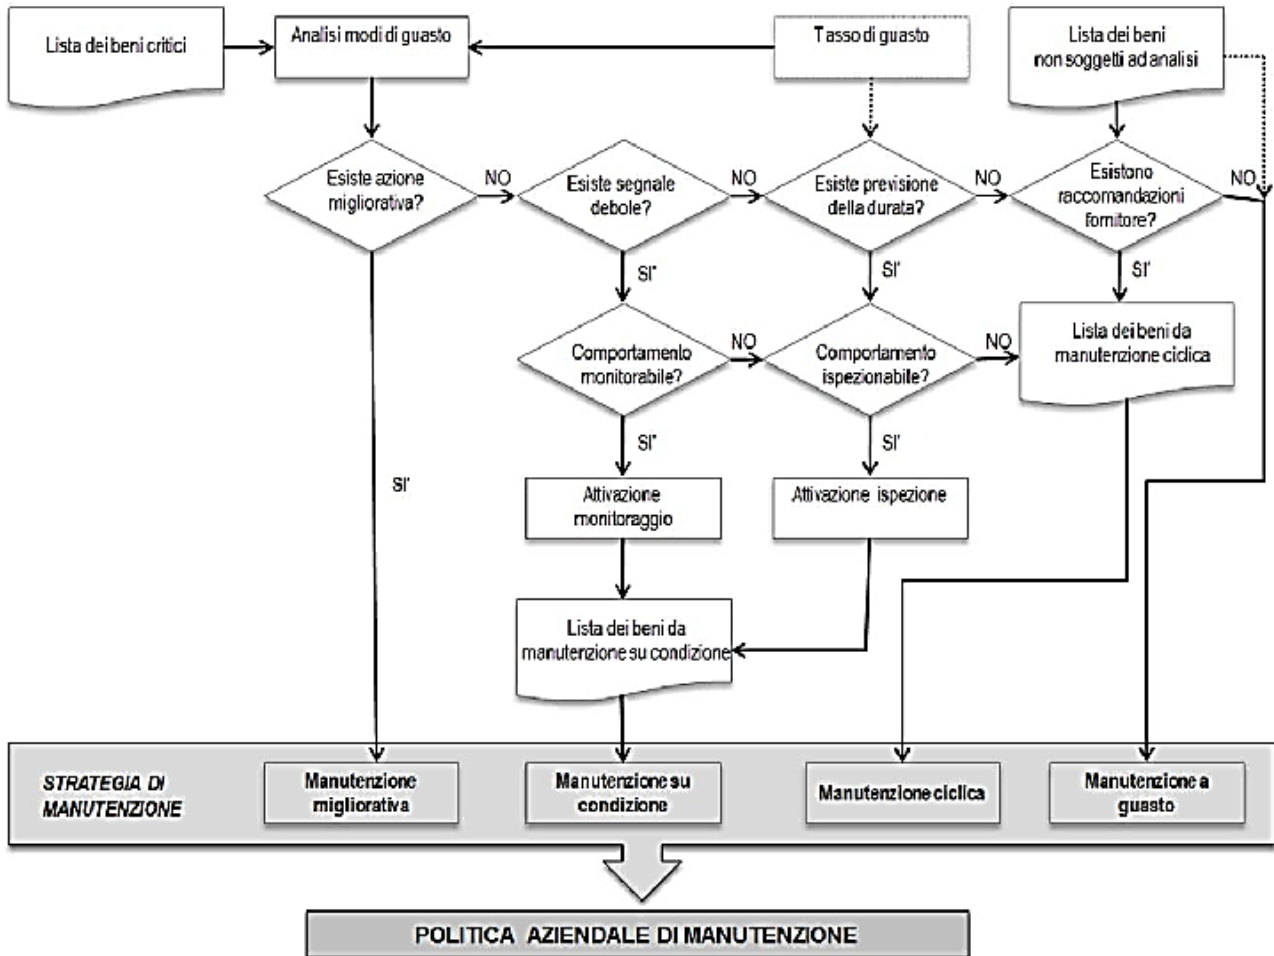 Lista dei beni critici
Analisi modi di guasto
Tasso di guasto
Lista dei beni
non soggetti ad analisi
Esiste azione
migliorativa?
NO
Esiste segnale
debole?
NO
Esiste previsione
della durata?
NO
Esistono
raccomandazioni
fornitore?
NO
SI'
SI'
SI'
Comportamento
monitorabile?
NO
Comportamento
ispezionabile?
NO
Lista dei beni da
manutenzione ciclica
SI'
SI'
SI'
Attivazione
monitoraggio
Attivazione ispezione
Lista dei beni da
manutenzione su condizione
STRATEGIA DI
MANUTENZIONE
Manutenzione
migliorativa
Manutenzione su
condizione
Manutenzione ciclica
Manutenzione a
guasto
POLITICA AZIENDALE DI MANUTENZIONE